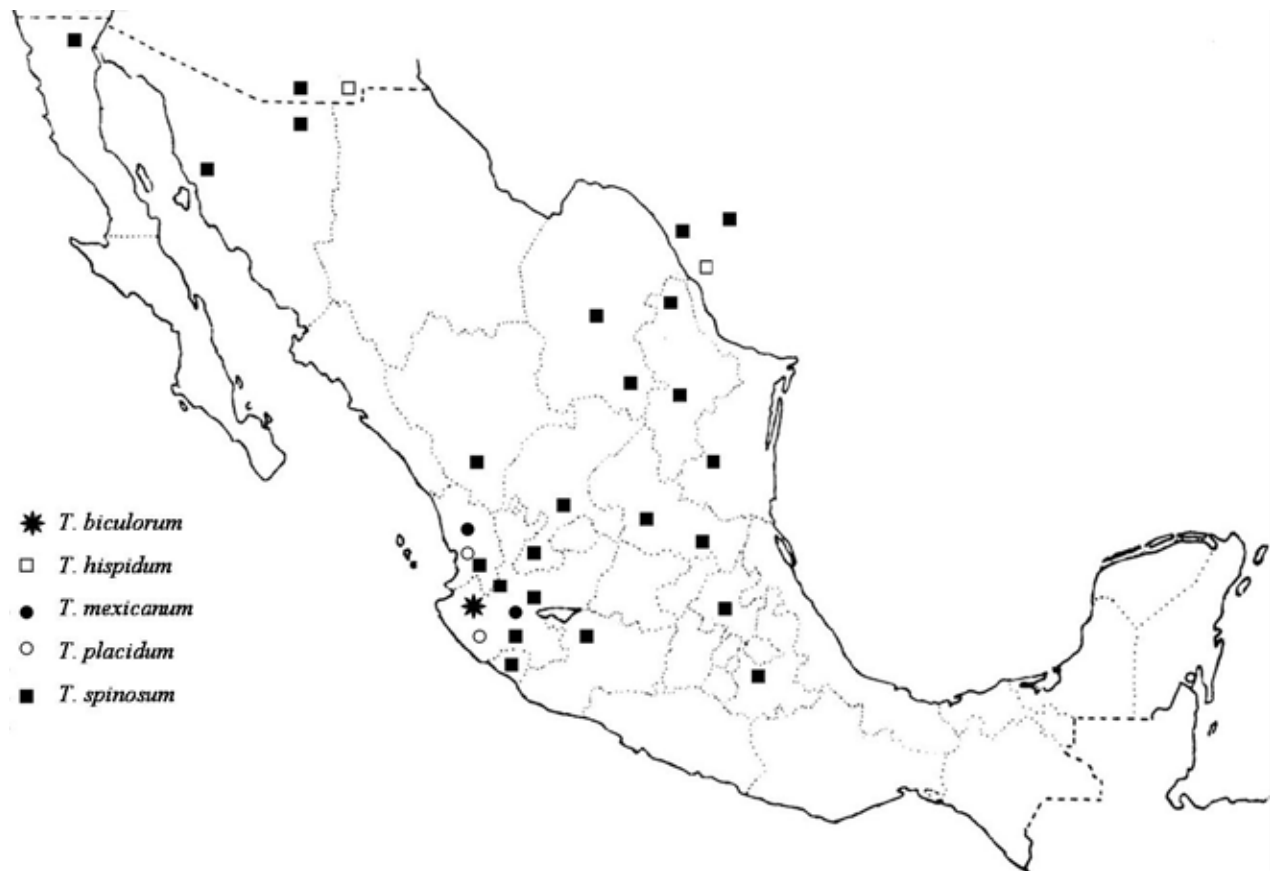 T. biculorum
T. hispidum
T. mexicanum
T. placidum
T. spinosum